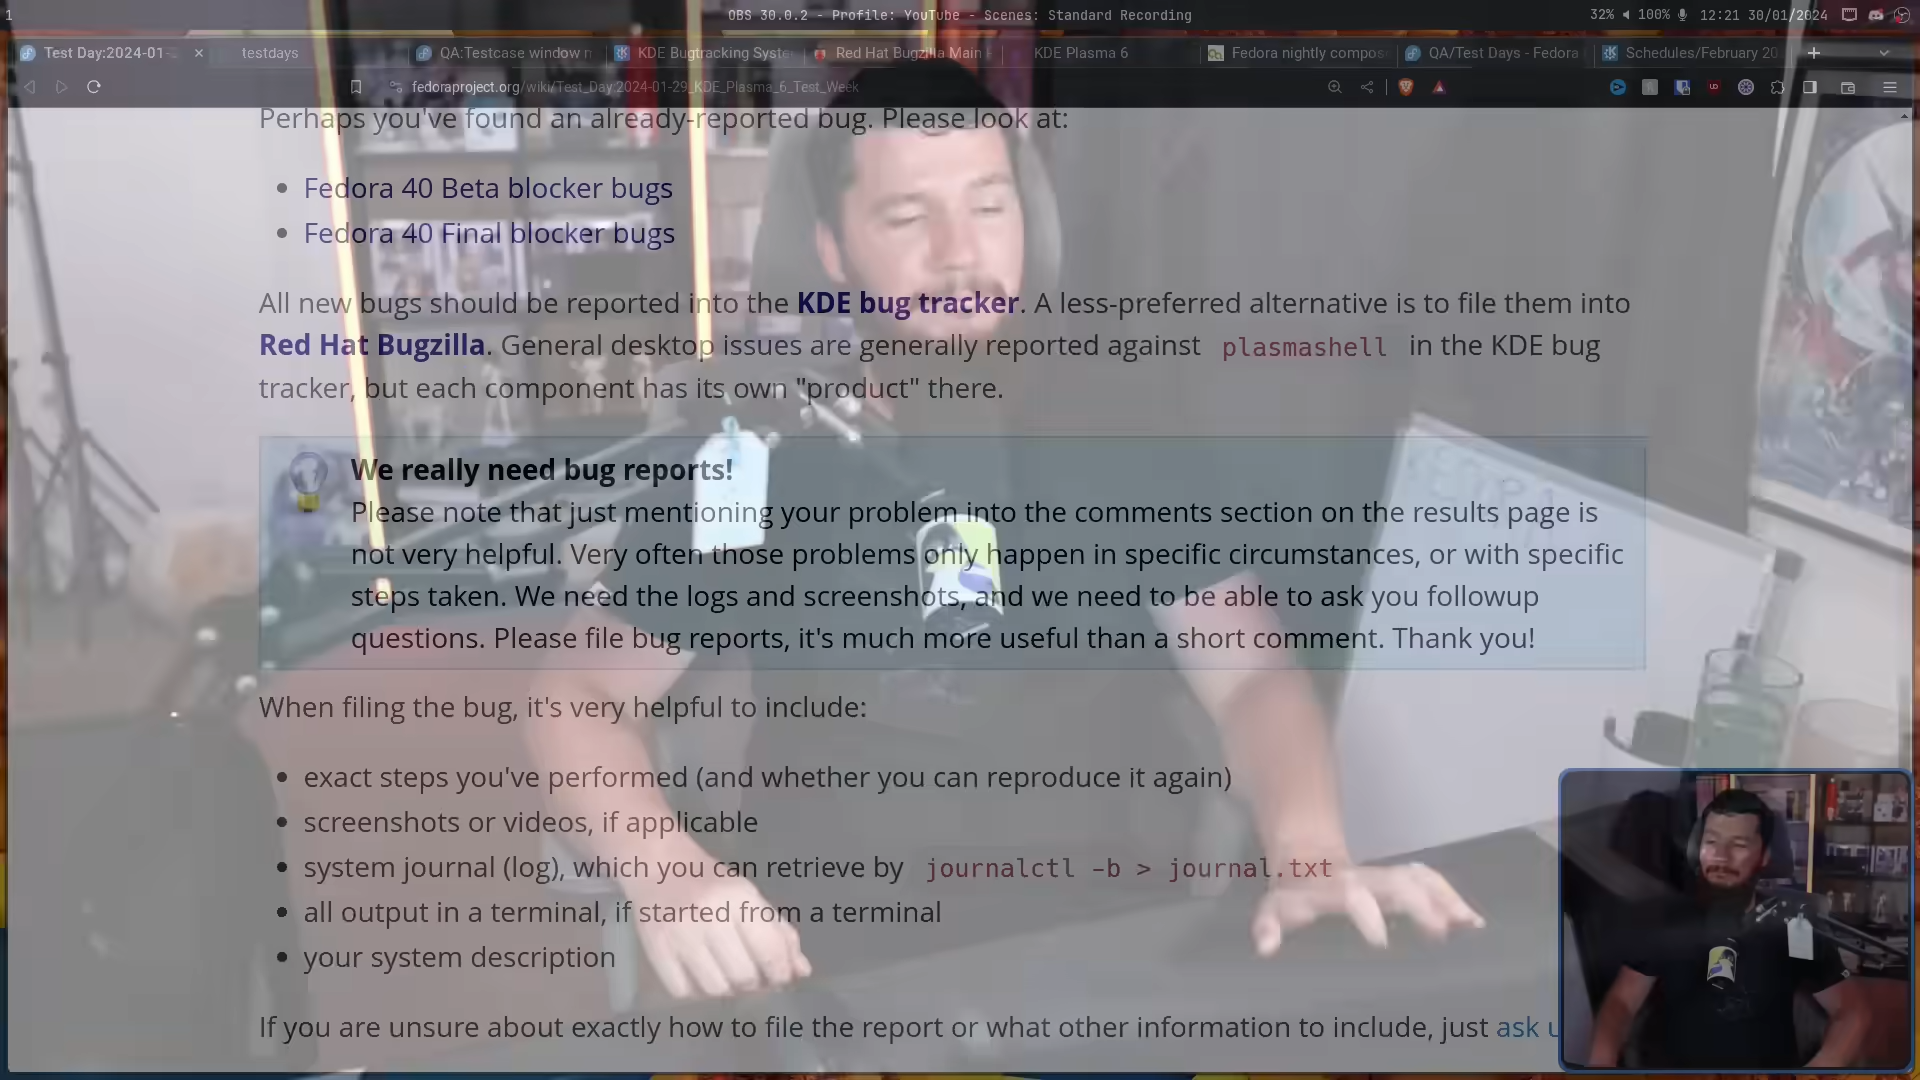 1
OBS 30.0.2 - Profile: YouTube - Scenes: Standard Recording
32% 100% 12:21 30/01/2024
Test Day:2024-01-
testdays
QA:Testcase window
KDE Bugtracking Syste
Red Hat Bugzilla Main
KDE Plasma 6
Fedora nightly compos
QA/Test Days - Fedora
Schedules/February 20
fedoraproject.org/wiki/Test_Day:2024-01-29_KDE_Plasma_6_Test_Week
Perhaps you've found an already-reported bug. Please look at:
Fedora 40 Beta blocker bugs
Fedora 40 Final blocker bugs
All new bugs should be reported into the KDE bug tracker. A less-preferred alternative is to file them into
Red Hat Bugzilla. General desktop issues are generally reported against plasmashell in the KDE bug
tracker, but each component has its own "product" there.
We really need bug reports!
Please note that just mentioning your problem into the comments section on the results page is
not very helpful. Very often those problems only happen in specific circumstances, or with specific
steps taken. We need the logs and screenshots, and we need to be able to ask you followup
questions. Please file bug reports, it's much more useful than a short comment. Thank you!
When filing the bug, it's very helpful to include:
exact steps you've performed (and whether you can reproduce it again)
screenshots or videos, if applicable
system journal (log), which you can retrieve by journalctl -b > journal.txt
all output in a terminal, if started from a terminal
your system description
If you are unsure about exactly how to file the report or what other information to include, just ask u